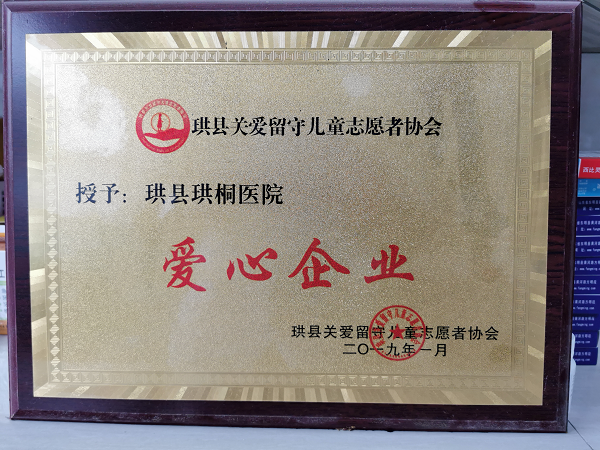 珙县关爱留守儿童志愿者协会
授予：珙县珙桐医院
爱心企业
珙县关爱留守儿童志愿者协会
二〇一九年一月